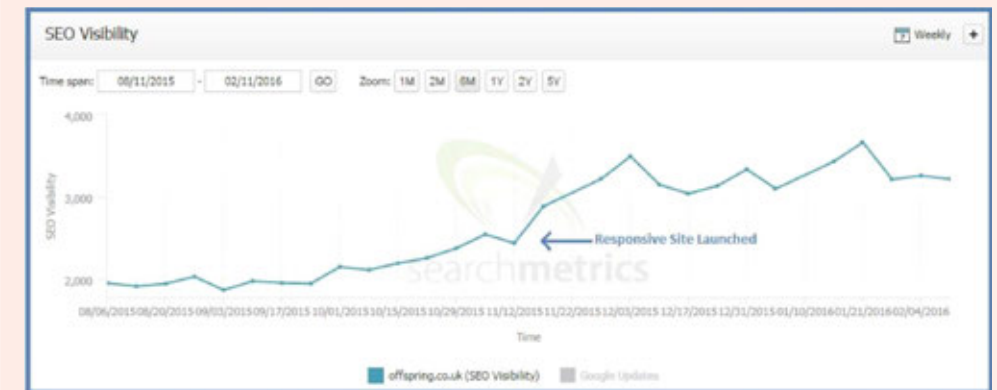 SEO Visibility
7 Weekly +
Time span: 08/11/2015 - 02/11/2016 GO Zoom: 1M 2M 6M 1Y 2Y 5Y
4,000
3,000
2,000
SEO Visibility
Responsive Site Launched
searchmetrics
08/06/2015 08/20/2015 09/03/2015 09/17/2015 10/01/2015 10/15/2015 10/29/2015 11/12/2015 11/22/2015 12/03/2015 12/17/2015 12/31/2015 01/10/2016 01/21/2016 02/04/2016
Time
offspring.co.uk (SEO Visibility) Google Updates